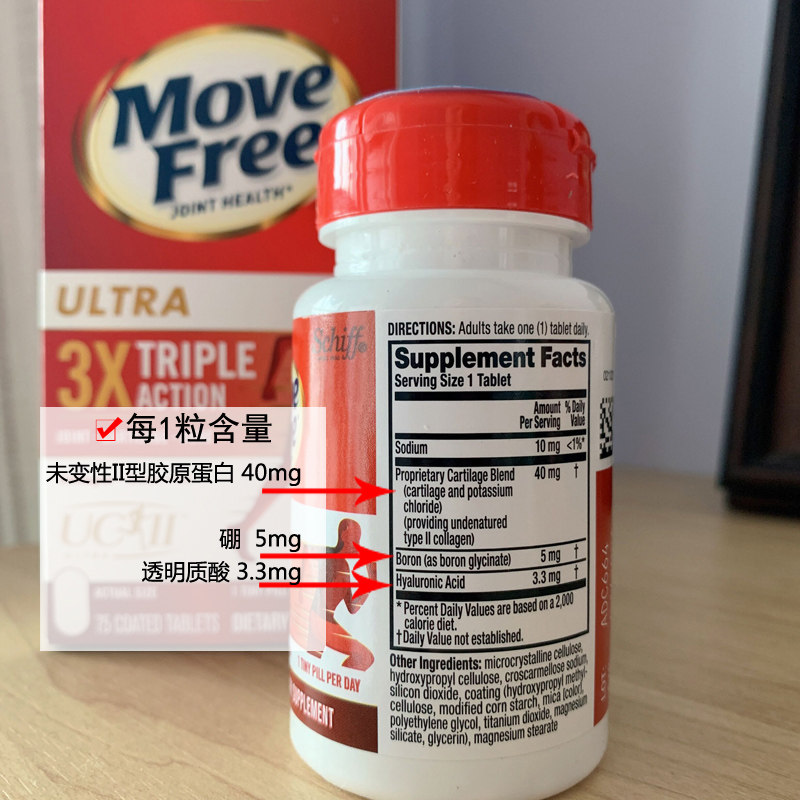 Move
Free
JOINT HEALTH*
ULTRA
3X TRIPLE
ACTION
每1粒含量
未变性II型胶原蛋白 40mg
硼 5mg
透明质酸 3.3mg
UC II
ACTUAL SIZE
75 COATED TABLETS
Schiff
DIRECTIONS: Adults take one (1) tablet daily.
Supplement Facts
Serving Size 1 Tablet
Amount % Daily
Per Serving Value
Sodium 10 mg <1%*
Proprietary Cartilage Blend 40 mg †
(cartilage and potassium
chloride)
(providing undenatured
type II collagen)
Boron (as boron glycinate) 5 mg †
Hyaluronic Acid 3.3 mg †
* Percent Daily Values are based on a 2,000
calorie diet.
† Daily Value not established.
Other Ingredients: microcrystalline cellulose,
hydroxypropyl cellulose, croscarmellose sodium,
silicon dioxide, coating (hydroxypropyl methyl-
cellulose, modified corn starch, mica (color),
polyethylene glycol, titanium dioxide, magnesium
silicate, glycerin), magnesium stearate
1 TINY PILL PER DAY
SUPPLEMENT
LOT: ADC664